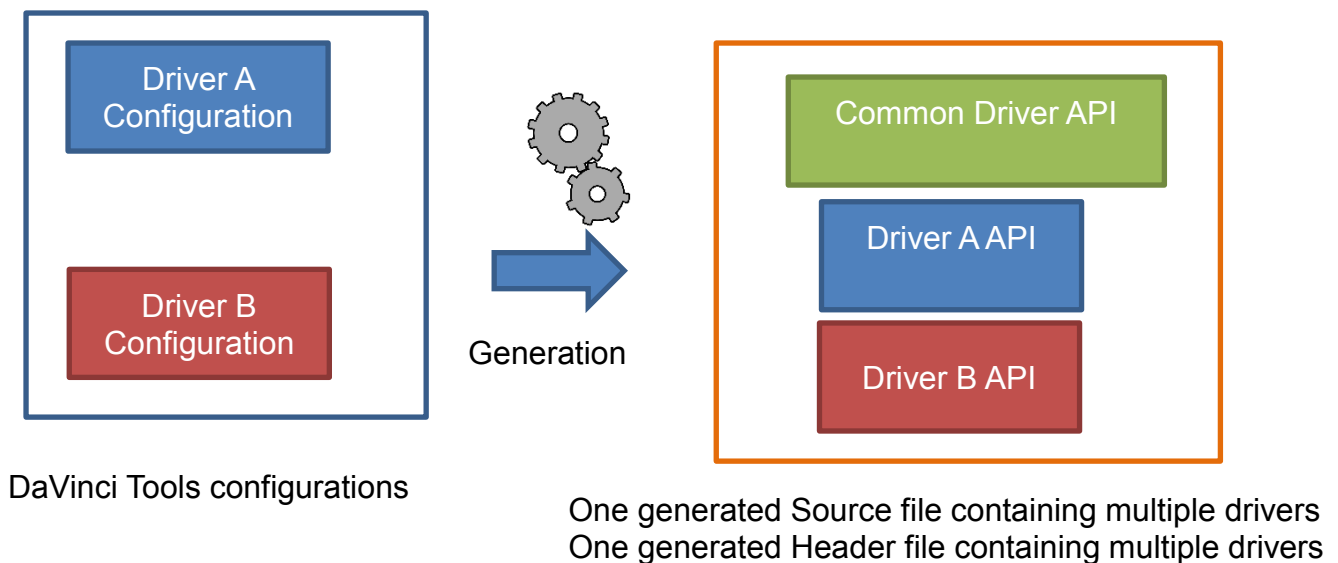 Driver A
Configuration
Driver B
Configuration
DaVinci Tools configurations
Generation
Common Driver API
Driver A API
Driver B API
One generated Source file containing multiple drivers
One generated Header file containing multiple drivers